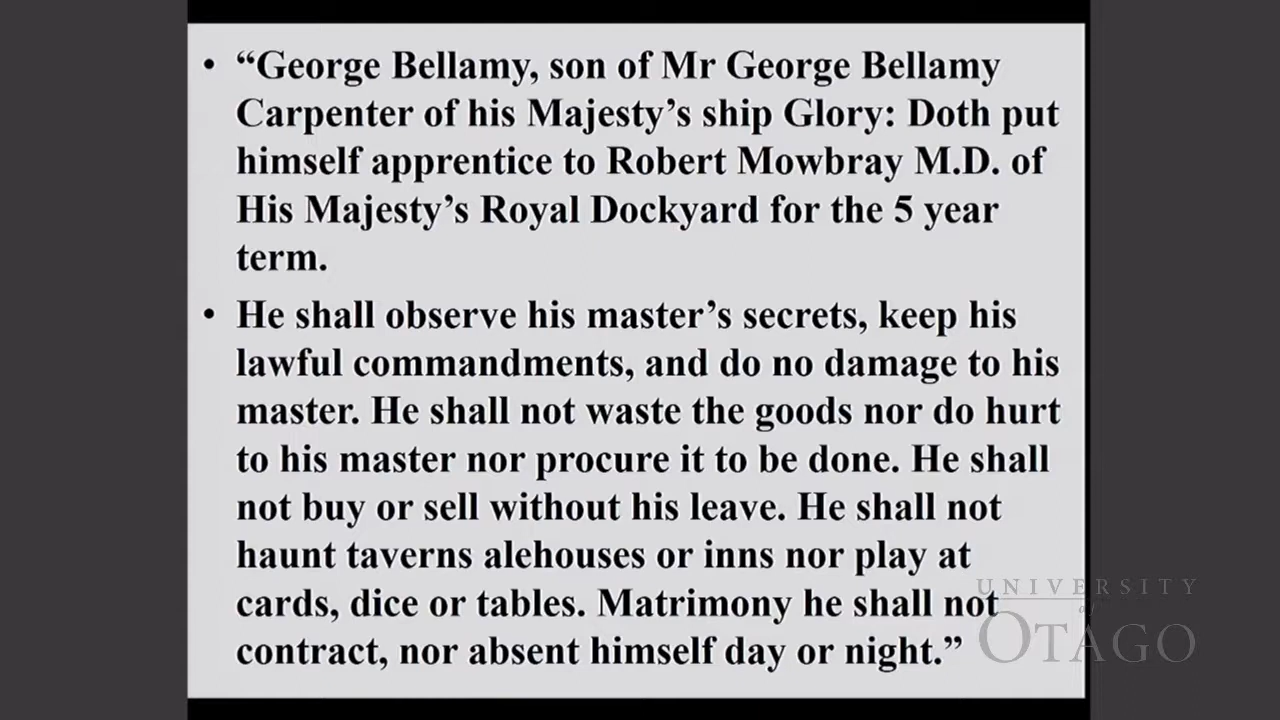 • “George Bellamy, son of Mr George Bellamy
Carpenter of his Majesty’s ship Glory: Doth put
himself apprentice to Robert Mowbray M.D. of
His Majesty’s Royal Dockyard for the 5 year
term.
• He shall observe his master’s secrets, keep his
lawful commandments, and do no damage to his
master. He shall not waste the goods nor do hurt
to his master nor procure it to be done. He shall
not buy or sell without his leave. He shall not
haunt taverns alehouses or inns nor play at
cards, dice or tables. Matrimony he shall not
contract, nor absent himself day or night.”
UNIVERSITY
of
OTAGO